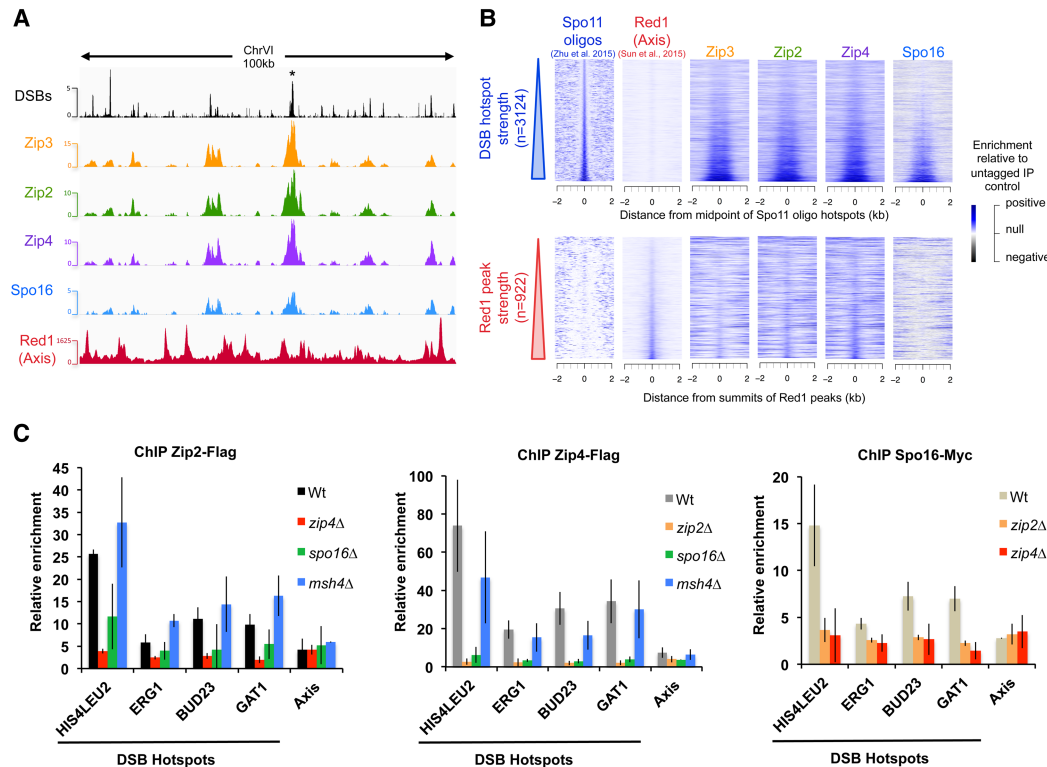 A
ChrVI
100kb
*
DSBs
5
0
Zip3
15
0
Zip2
10
0
Zip4
10
0
Spo16
5
0
Red1
(Axis)
1625
0
B
Spo11
oligos
(Zhu et al. 2015)
Red1
(Axis)
(Sun et al., 2015)
Zip3
Zip2
Zip4
Spo16
DSB hotspot
strength
(n=3124)
−2 0 2 −2 0 2 −2 0 2 −2 0 2 −2 0 2 −2 0 2
Distance from midpoint of Spo11 oligo hotspots (kb)
Enrichment
relative to
untagged IP
control
positive
null
negative
Red1 peak
strength
(n=922)
−2 0 2 −2 0 2 −2 0 2 −2 0 2 −2 0 2 −2 0 2
Distance from summits of Red1 peaks (kb)
C
ChIP Zip2-Flag
Relative enrichment
45
40
35
30
25
20
15
10
5
0
Wt
zip4Δ
spo16Δ
msh4Δ
HIS4LEU2
ERG1
BUD23
GAT1
Axis
DSB Hotspots
ChIP Zip4-Flag
Relative enrichment
100
80
60
40
20
0
Wt
zip2Δ
spo16Δ
msh4Δ
HIS4LEU2
ERG1
BUD23
GAT1
Axis
DSB Hotspots
ChIP Spo16-Myc
Relative enrichment
20
15
10
5
0
Wt
zip2Δ
zip4Δ
HIS4LEU2
ERG1
BUD23
GAT1
Axis
DSB Hotspots